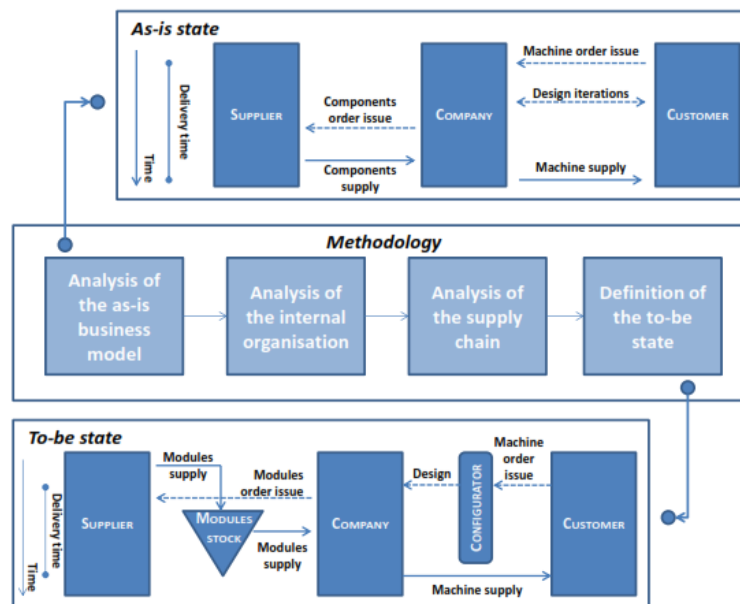 As-is state
Delivery time
Time
SUPPLIER
Components
order issue
Components
supply
COMPANY
Machine order issue
Design iterations
Machine supply
CUSTOMER
Methodology
Analysis of
the as-is
business
model
Analysis of
the internal
organisation
Analysis of
the supply
chain
Definition of
the to-be
state
To-be state
Delivery time
Time
SUPPLIER
Modules
supply
Modules
order issue
MODULES
STOCK
Modules
supply
COMPANY
Design
CONFIGURATOR
Machine
order
issue
Machine supply
CUSTOMER